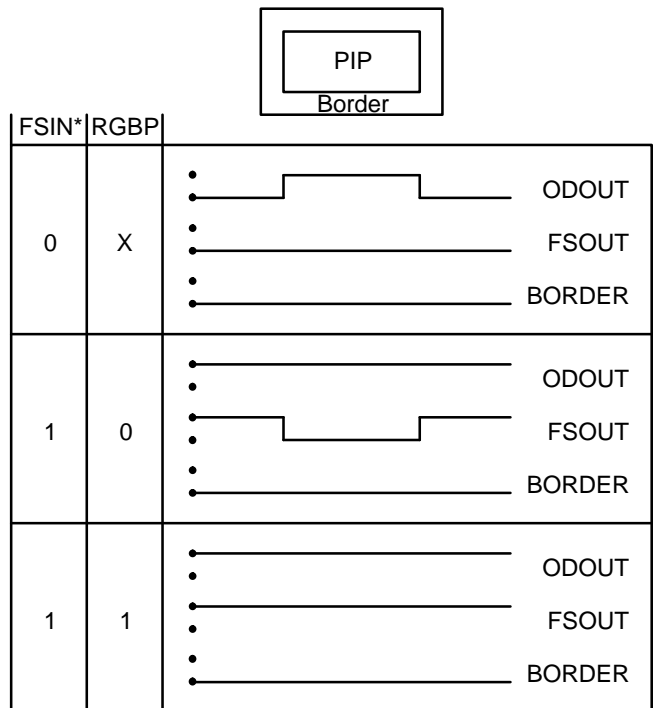 PIP
Border
FSIN* RGBP
ODOUT
0 X FSOUT
BORDER
ODOUT
1 0 FSOUT
BORDER
ODOUT
1 1 FSOUT
BORDER